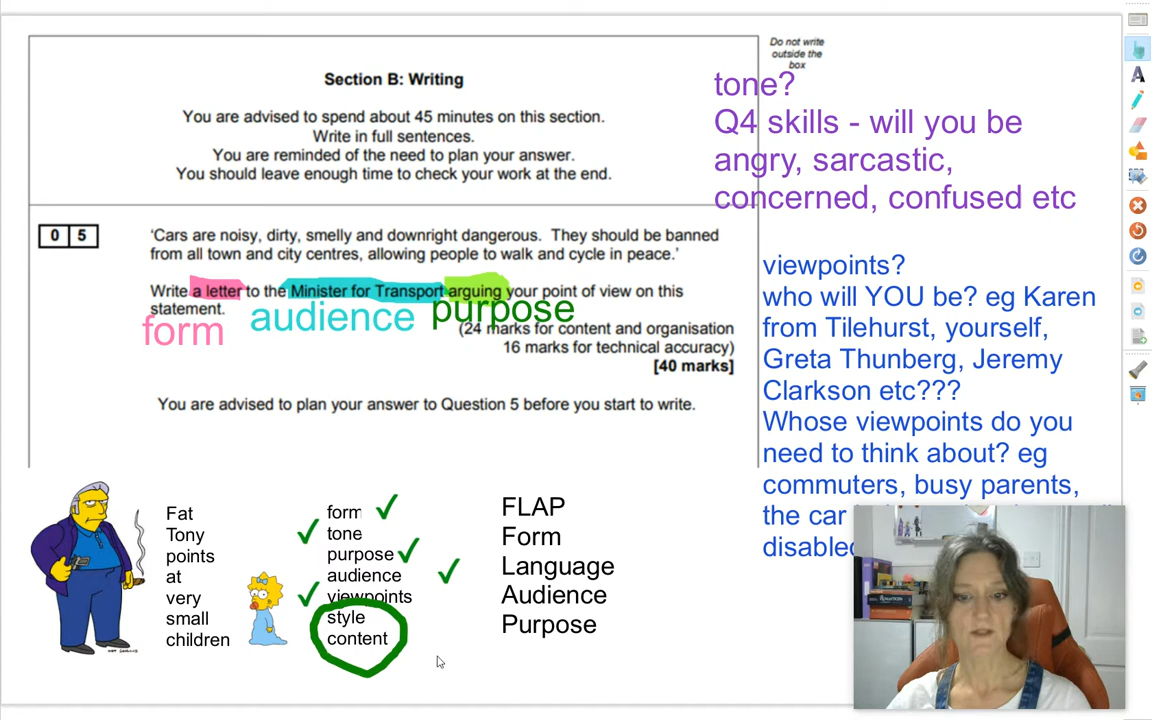 Do not write
outside the
box
Section B: Writing
You are advised to spend about 45 minutes on this section.
Write in full sentences.
You are reminded of the need to plan your answer.
You should leave enough time to check your work at the end.
0 5
‘Cars are noisy, dirty, smelly and downright dangerous. They should be banned
from all town and city centres, allowing people to walk and cycle in peace.’
Write a letter to the Minister for Transport arguing your point of view on this
statement.
form
audience
purpose
(24 marks for content and organisation
16 marks for technical accuracy)
[40 marks]
You are advised to plan your answer to Question 5 before you start to write.
tone?
Q4 skills - will you be
angry, sarcastic,
concerned, confused etc
viewpoints?
who will YOU be? eg Karen
from Tilehurst, yourself,
Greta Thunberg, Jeremy
Clarkson etc???
Whose viewpoints do you
need to think about? eg
commuters, busy parents,
the car
Fat
Tony
points
at
very
small
children
form
tone
purpose
audience
viewpoints
style
content
FLAP
Form
Language
Audience
Purpose